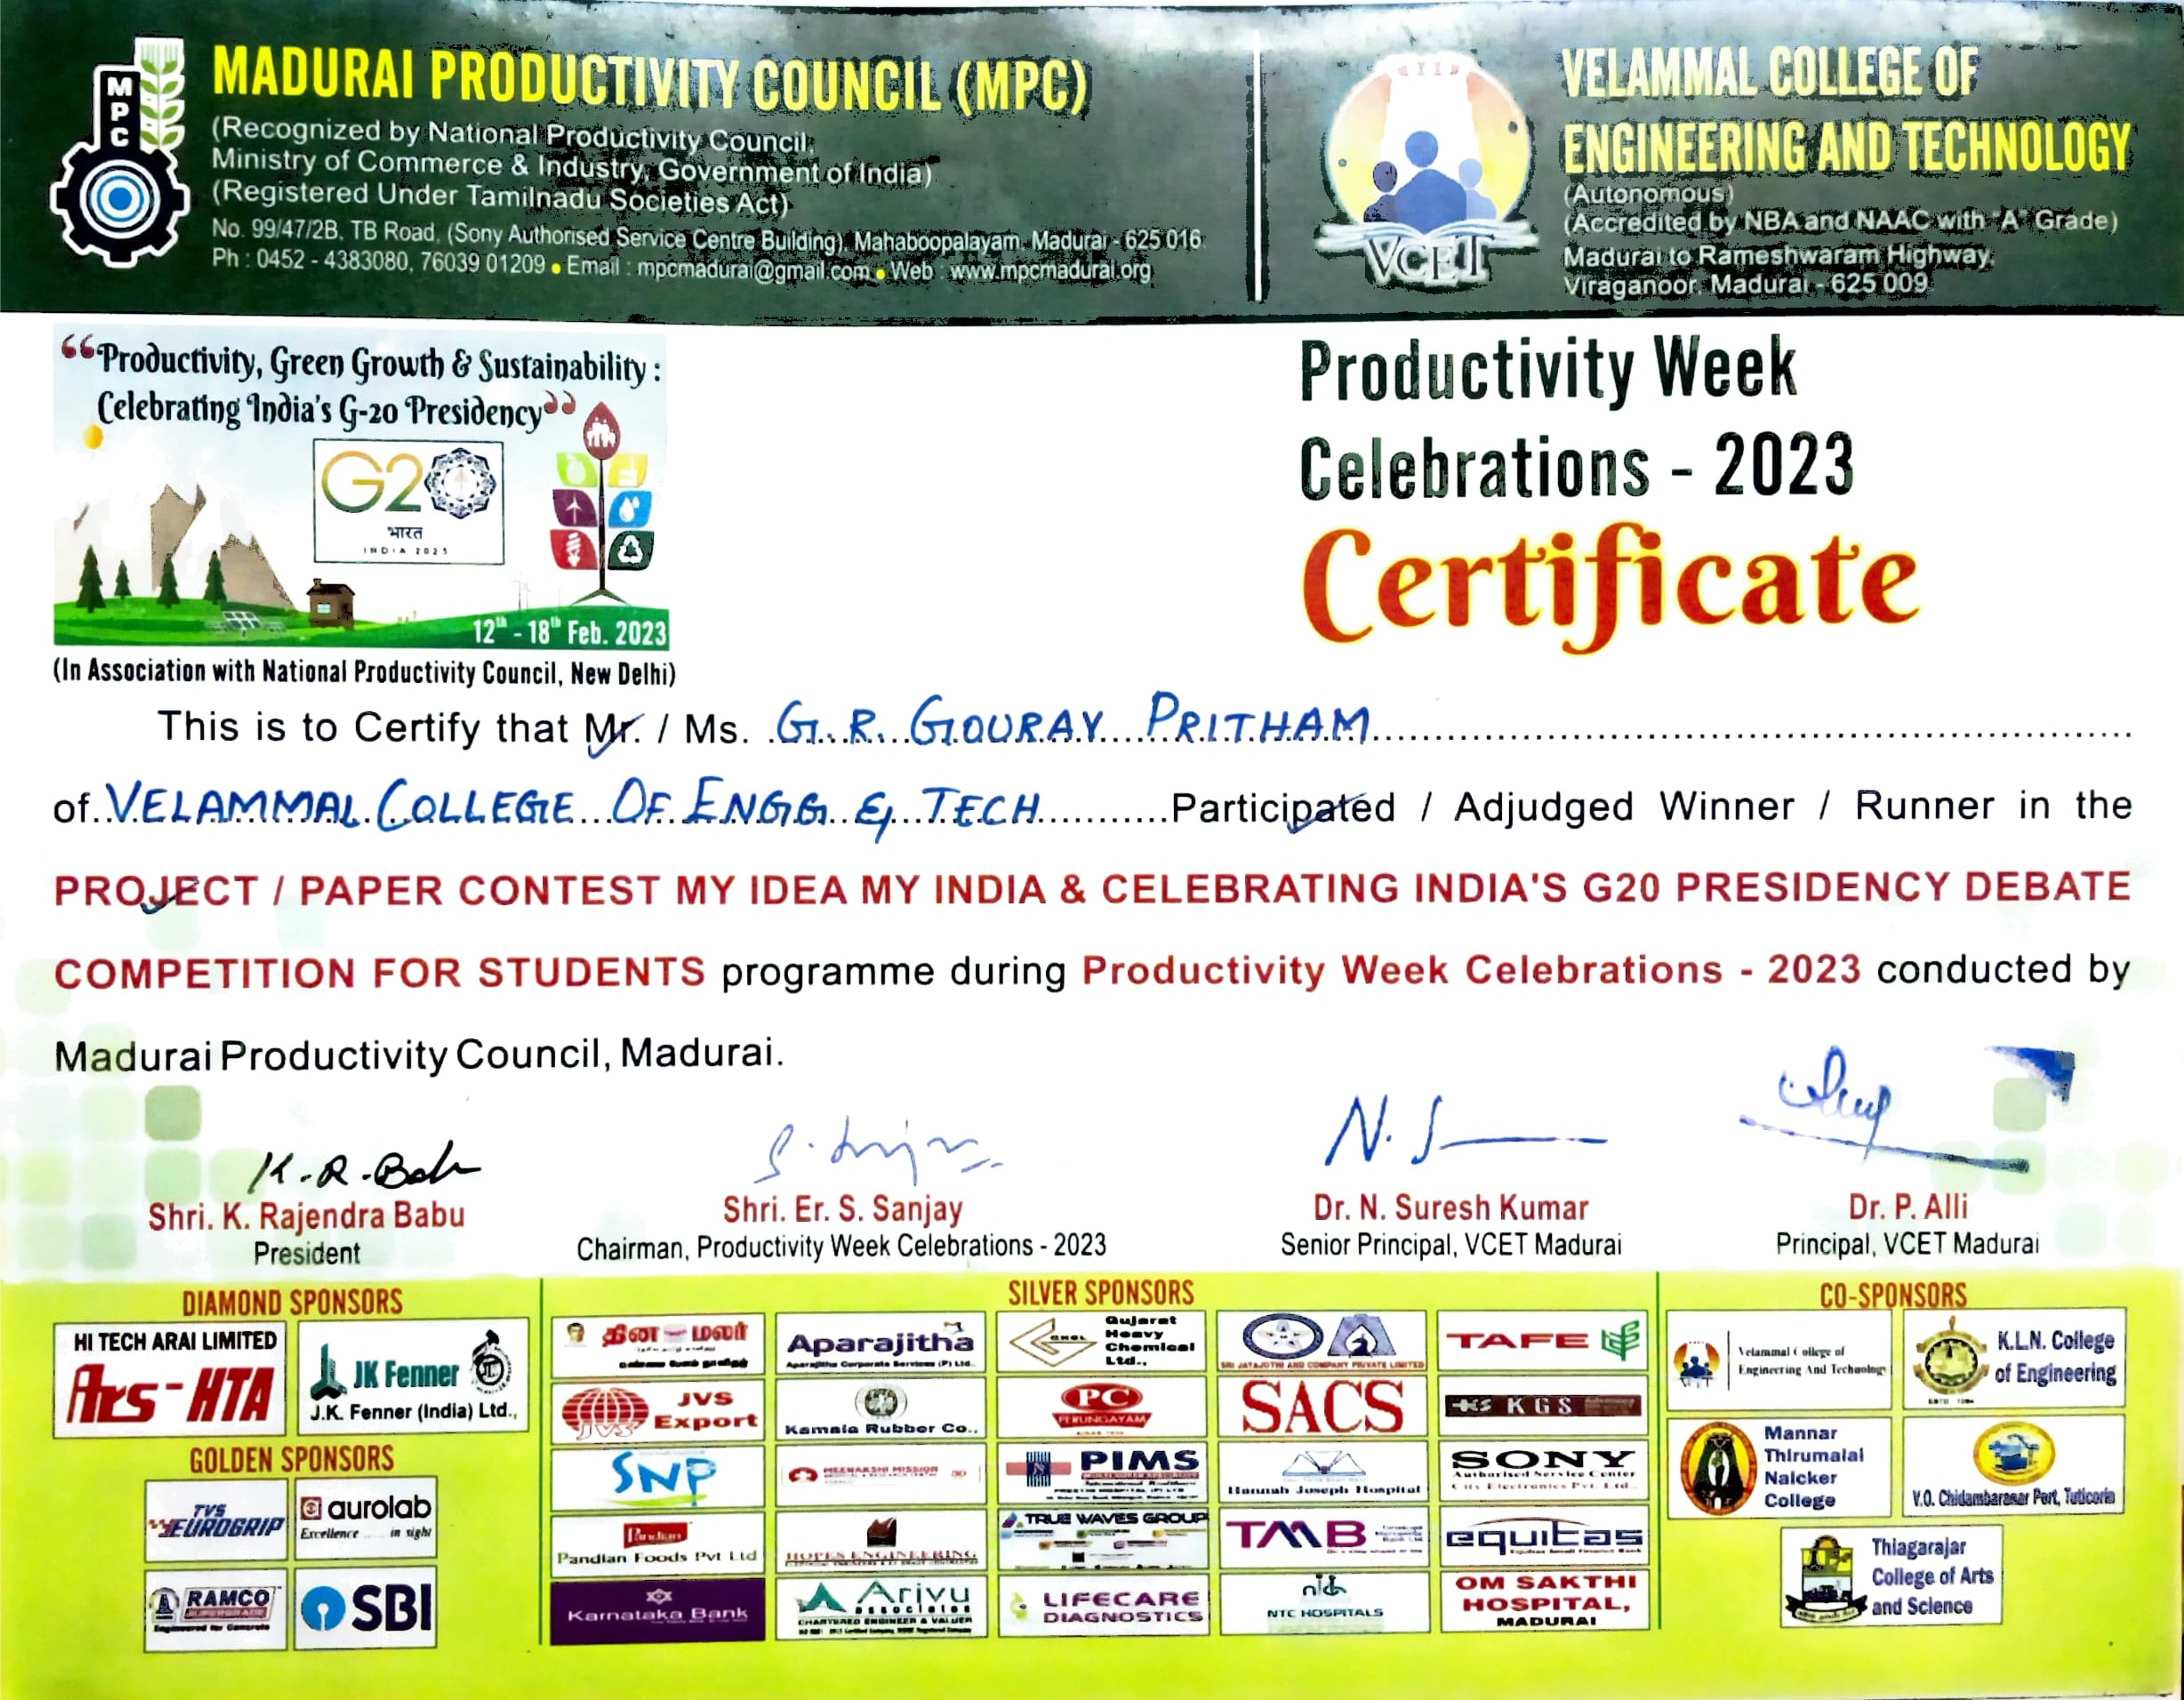 MPC
MADURAI PRODUCTIVITY COUNCIL (MPC)
(Recognized by National Productivity Council,
Ministry of Commerce & Industry, Government of India)
(Registered Under Tamilnadu Societies Act)
No. 99/47/2B, TB Road, (Sony Authorised Service Centre Building), Mahaboopalayam, Madurai - 625 016
Ph : 0452 - 4383080, 76039 01209 • Email : mpcmadurai@gmail.com • Web : www.mpcmadurai.org
VCET
VELAMMAL COLLEGE OF
ENGINEERING AND TECHNOLOGY
(Autonomous)
(Accredited by NBA and NAAC with 'A' Grade)
Madurai to Rameshwaram Highway,
Viraganoor, Madurai - 625 009
“Productivity, Green Growth & Sustainability :
Celebrating India's G-20 Presidency”
G20
भारत
INDIA 2023
12th - 18th Feb. 2023
(In Association with National Productivity Council, New Delhi)
Productivity Week
Celebrations - 2023
Certificate
This is to Certify that Mr. / Ms. G.R. GOURAV PRITHAM
of VELAMMAL COLLEGE OF ENGG & TECH Participated / Adjudged Winner / Runner in the
PROJECT / PAPER CONTEST MY IDEA MY INDIA & CELEBRATING INDIA'S G20 PRESIDENCY DEBATE
COMPETITION FOR STUDENTS programme during Productivity Week Celebrations - 2023 conducted by
Madurai Productivity Council, Madurai.
K.R. Babu
N. S
Shri. K. Rajendra Babu
President
Shri. Er. S. Sanjay
Chairman, Productivity Week Celebrations - 2023
Dr. N. Suresh Kumar
Senior Principal, VCET Madurai
Dr. P. Alli
Principal, VCET Madurai
DIAMOND SPONSORS
HI TECH ARAI LIMITED
Ars-HTA
JK Fenner
J.K. Fenner (India) Ltd.,
GOLDEN SPONSORS
TVS
EUROGRIP
aurolab
Excellence in sight
RAMCO
SUPERGRADE
Engineered for Concrete
SBI
SILVER SPONSORS
தின மலர்
Aparajitha
Aparajitha Corporate Services (P) Ltd.
GHCL
Gujarat
Heavy
Chemical
Ltd.,
SRI JAYAJOTHI AND COMPANY PRIVATE LIMITED
TAFE
JVS
JVS
Export
Kamala Rubber Co.,
PC
PERUNGAYAM
SACS
KGS
SNP
MEENAKSHI MISSION
PIMS
Hannah Joseph Hospital
SONY
Authorised Service Center
City Electronics Pvt. Ltd.
Pandian
Pandian Foods Pvt Ltd
HOPES ENGINEERING
TRUE WAVES GROUP
TMB
equitas
Equitas Small Finance Bank
Karnataka Bank
Arivu
associates
CHARTERED ENGINEER & VALUER
LIFECARE
DIAGNOSTICS
NTC HOSPITALS
OM SAKTHI
HOSPITAL,
MADURAI
CO-SPONSORS
Velammal College of
Engineering And Technology
K.L.N. College
of Engineering
Mannar
Thirumalai
Naicker
College
V.O. Chidambaranar Port, Tuticorin
Thiagarajar
College of Arts
and Science